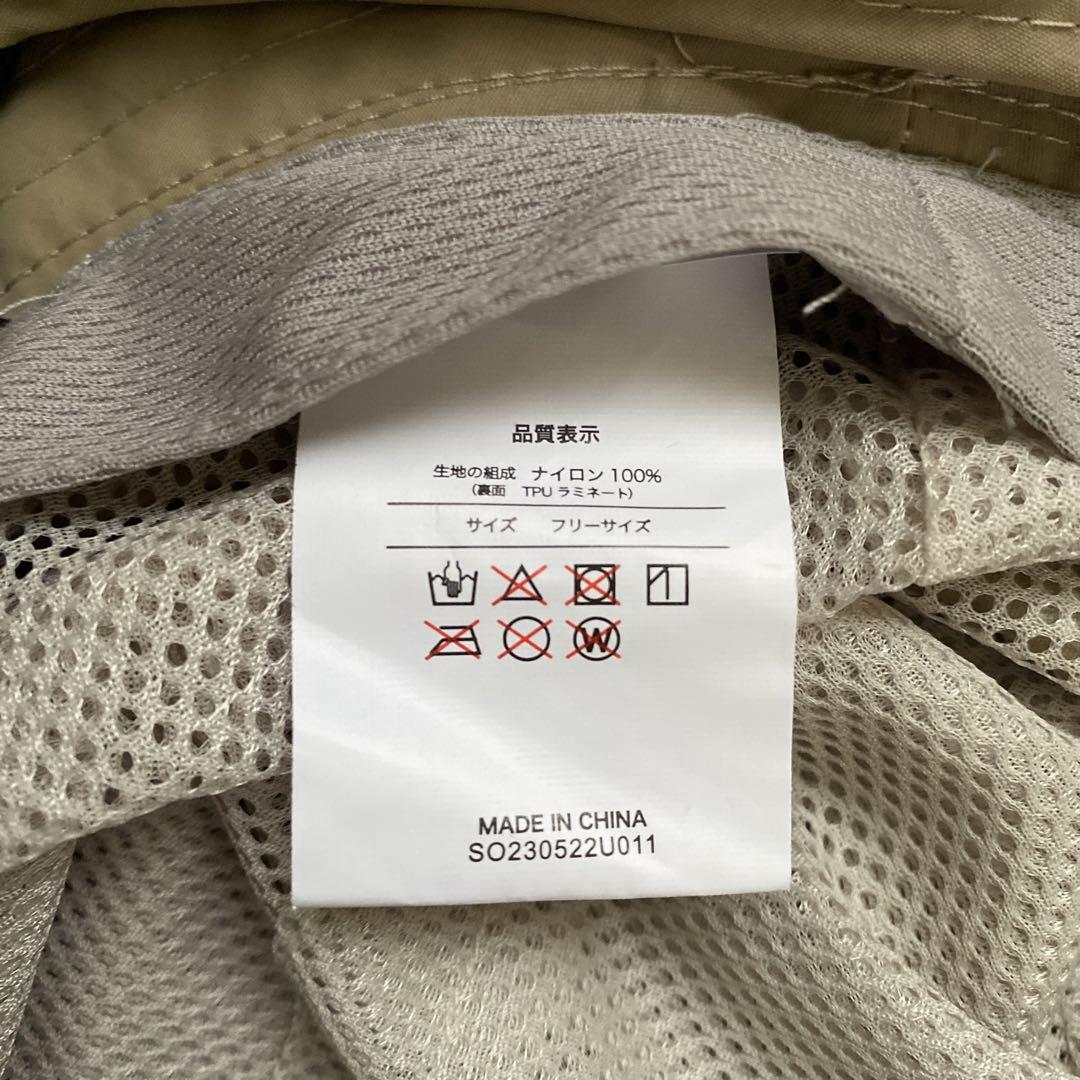 品質表示
生地の組成 ナイロン 100%
（裏面 TPU ラミネート）
サイズ フリーサイズ
W
MADE IN CHINA
SO230522U011